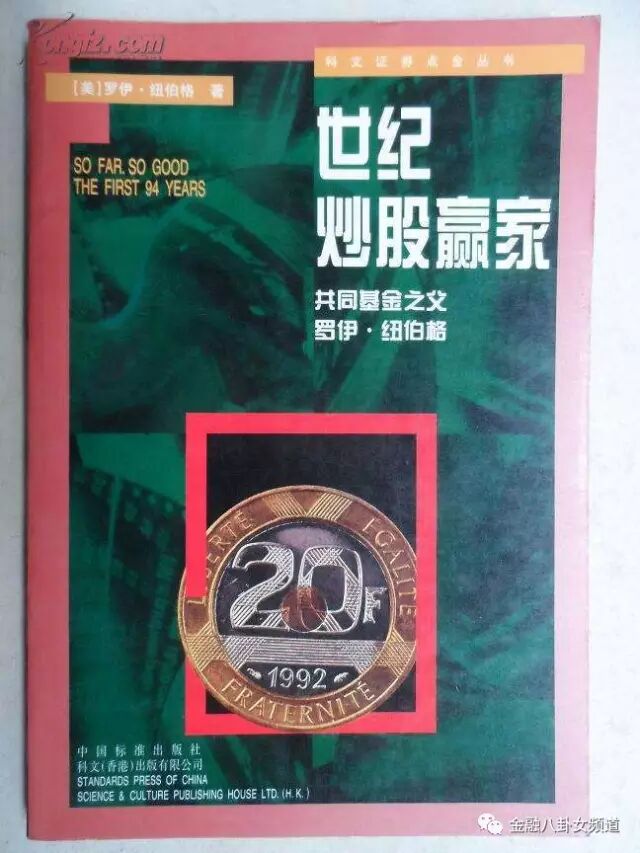 Kongfz.com
科文证券点金丛书
[美]罗伊·纽伯格 著
SO FAR, SO GOOD
THE FIRST 94 YEARS
世纪
炒股赢家
共同基金之父
罗伊·纽伯格
LIBERTÉ
EGALITÉ
FRATERNITÉ
20F
1992
中国标准出版社
科文(香港)出版有限公司
STANDARDS PRESS OF CHINA
SCIENCE & CULTURE PUBLISHING HOUSE LTD. (H.K.)
金融八卦女频道